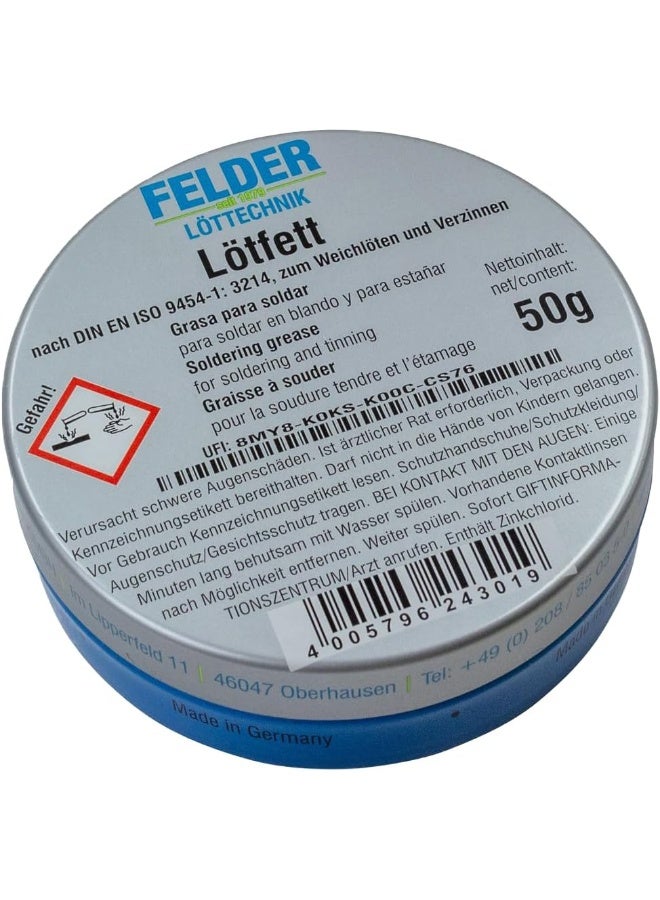 FELDER
seit 1979
LÖTTECHNIK
Lötfett
nach DIN EN ISO 9454-1: 3214, zum Weichlöten und Verzinnen
Grasa para soldar
para soldar en blando y para estañar
Soldering grease
for soldering and tinning
Graisse à souder
pour la soudure tendre et l'étamage
Nettoinhalt:
net/content:
50g
Gefahr!
UFI: 8MY8-K0KS-K00C-CS76
Verursacht schwere Augenschäden. Ist ärztlicher Rat erforderlich. Verpackung oder
Kennzeichnungsetikett bereithalten. Darf nicht in die Hände von Kindern gelangen.
Vor Gebrauch Kennzeichnungsetikett lesen. Schutzhandschuhe/Schutzkleidung/
Augenschutz/Gesichtsschutz tragen. BEI KONTAKT MIT DEN AUGEN: Einige
Minuten lang behutsam mit Wasser spülen. Vorhandene Kontaktlinsen
nach Möglichkeit entfernen. Weiter spülen. Sofort GIFTINFORMA-
TIONSZENTRUM/Arzt anrufen. Enthält Zinkchlorid.
4 005796 243019
Im Lipperfeld 11 | 46047 Oberhausen | Tel: +49 (0) 208 / 85 03
Made in Germany
Made in